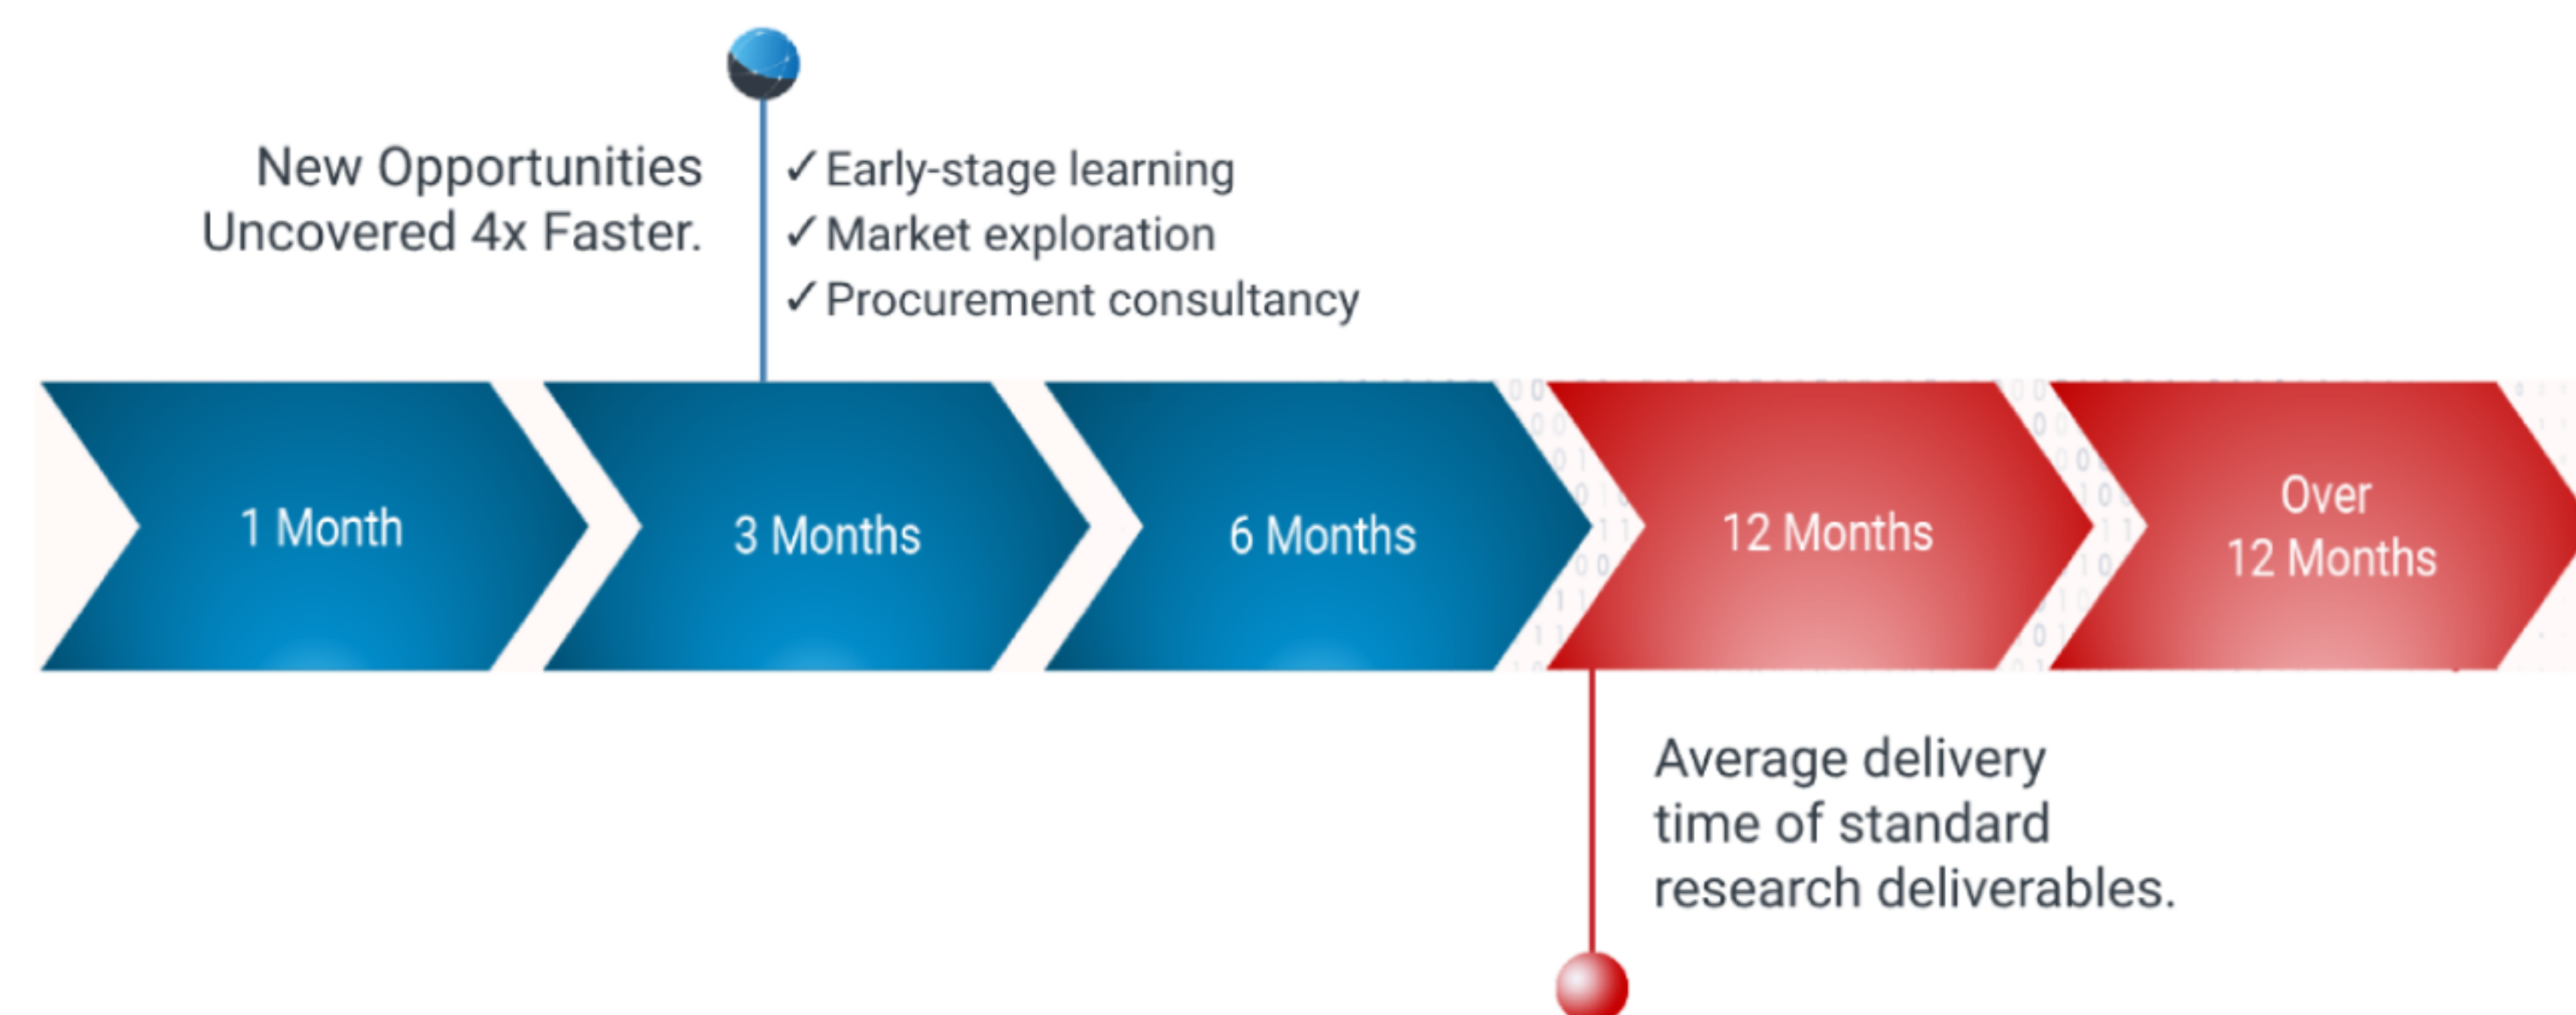 New Opportunities
Uncovered 4x Faster.
✓Early-stage learning
✓Market exploration
✓Procurement consultancy
1 Month
3 Months
6 Months
12 Months
Over
12 Months
Average delivery
time of standard
research deliverables.